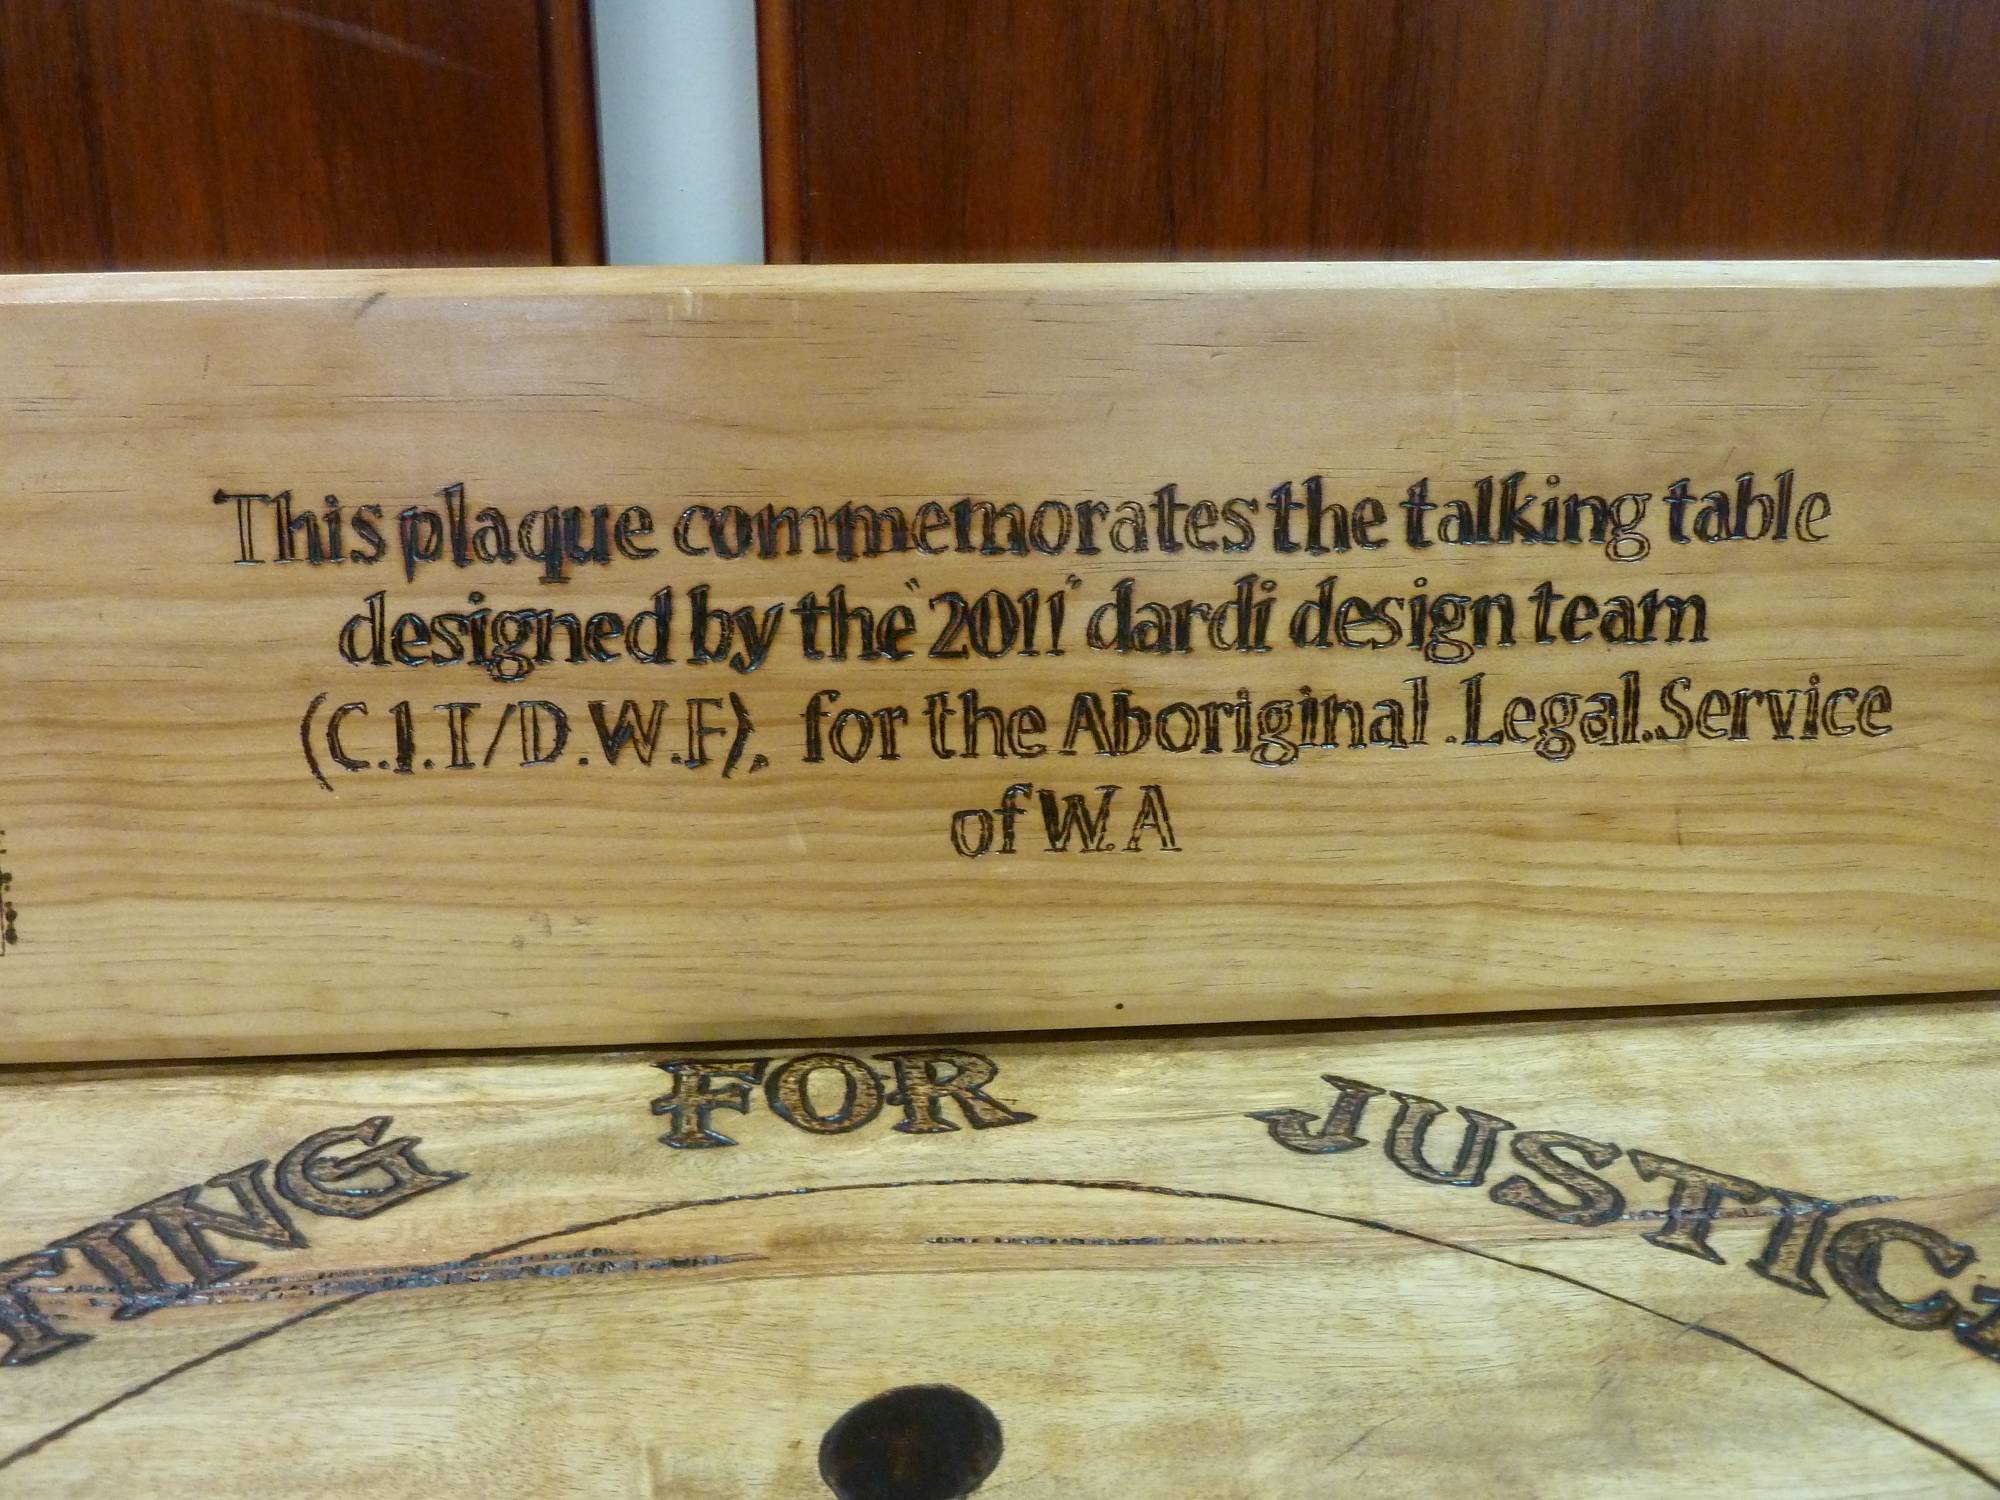 This plaque commemorates the talking table
designed by the "2011" dardi design team
(C.I.I/D.W.F). for the Aboriginal .Legal.Service
of W.A
FOR JUSTICE